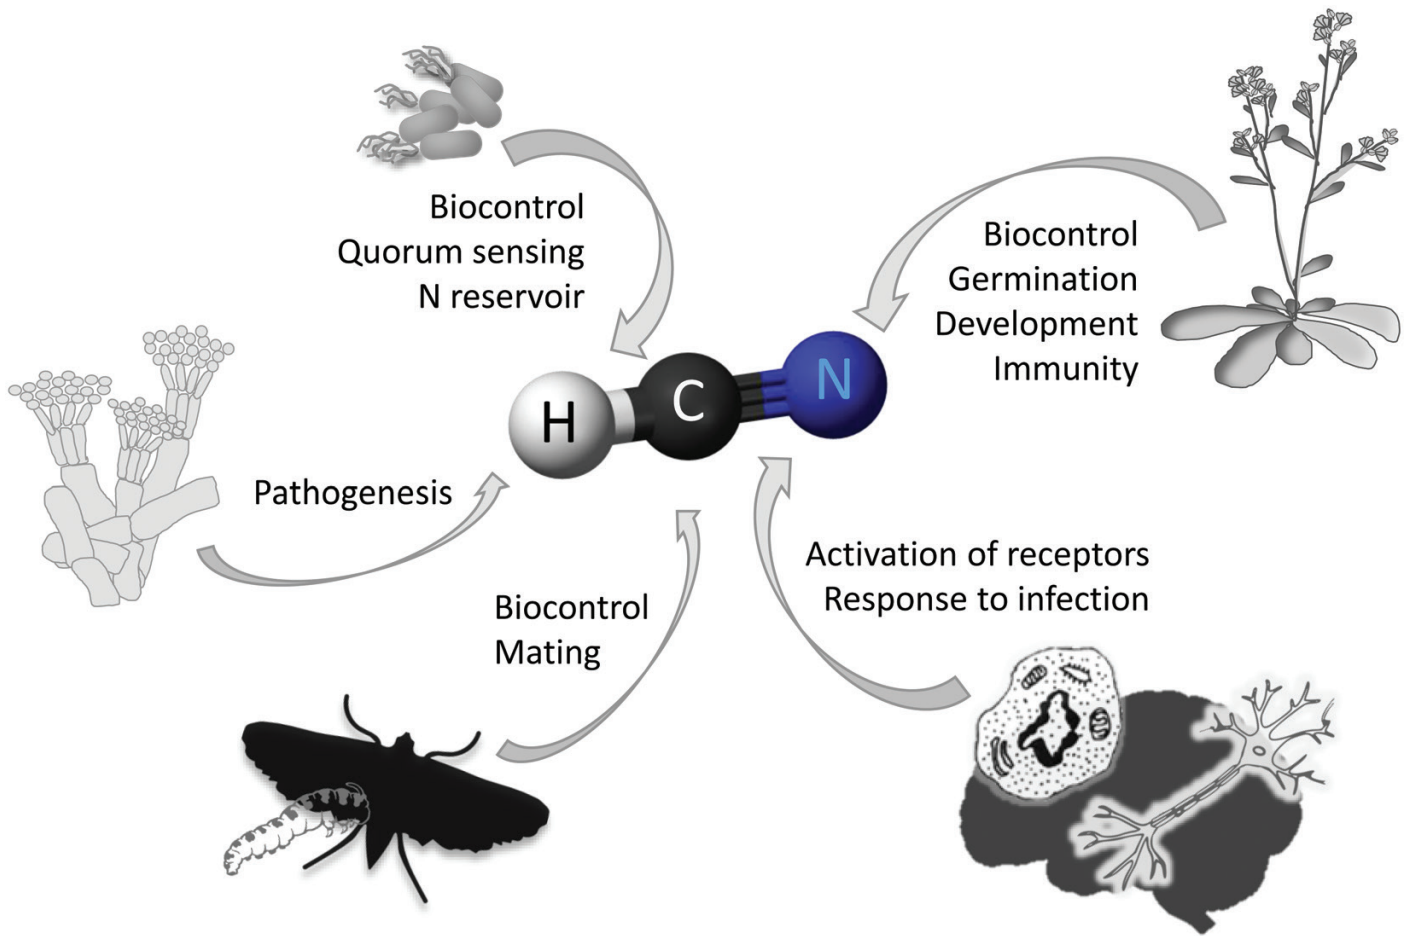 Biocontrol
Quorum sensing
N reservoir
Biocontrol
Germination
Development
Immunity
H
C
N
Pathogenesis
Biocontrol
Mating
Activation of receptors
Response to infection